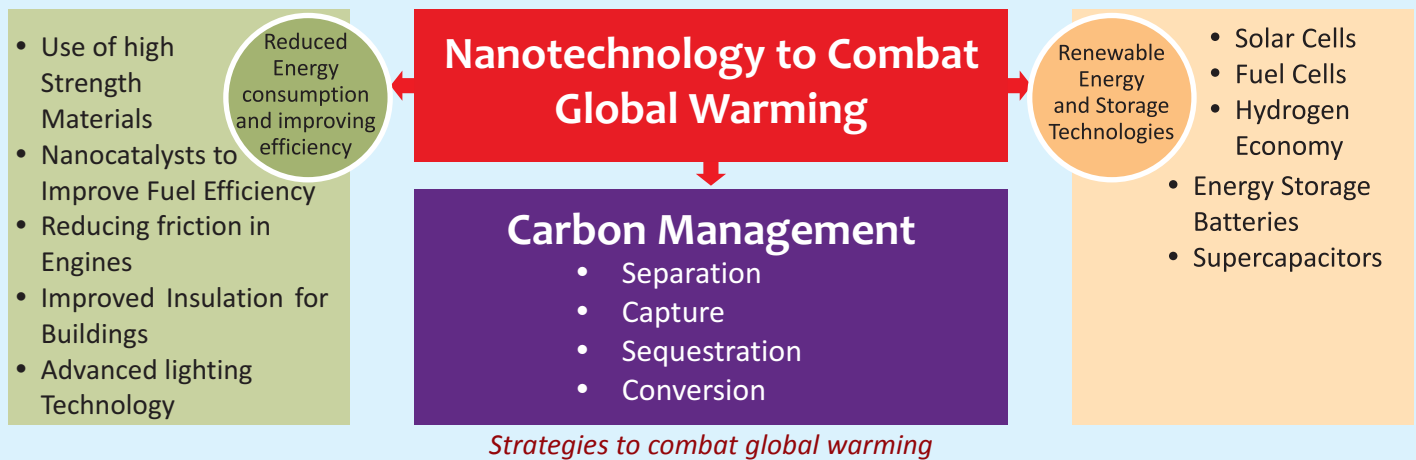 • Use of high
Strength
Materials
• Nanocatalysts to
Improve Fuel Efficiency
• Reducing friction in
Engines
• Improved Insulation for
Buildings
• Advanced lighting
Technology
Reduced
Energy
consumption
and improving
efficiency
Nanotechnology to Combat
Global Warming
Carbon Management
• Separation
• Capture
• Sequestration
• Conversion
Renewable
Energy
and Storage
Technologies
• Solar Cells
• Fuel Cells
• Hydrogen
Economy
• Energy Storage
Batteries
• Supercapacitors
Strategies to combat global warming